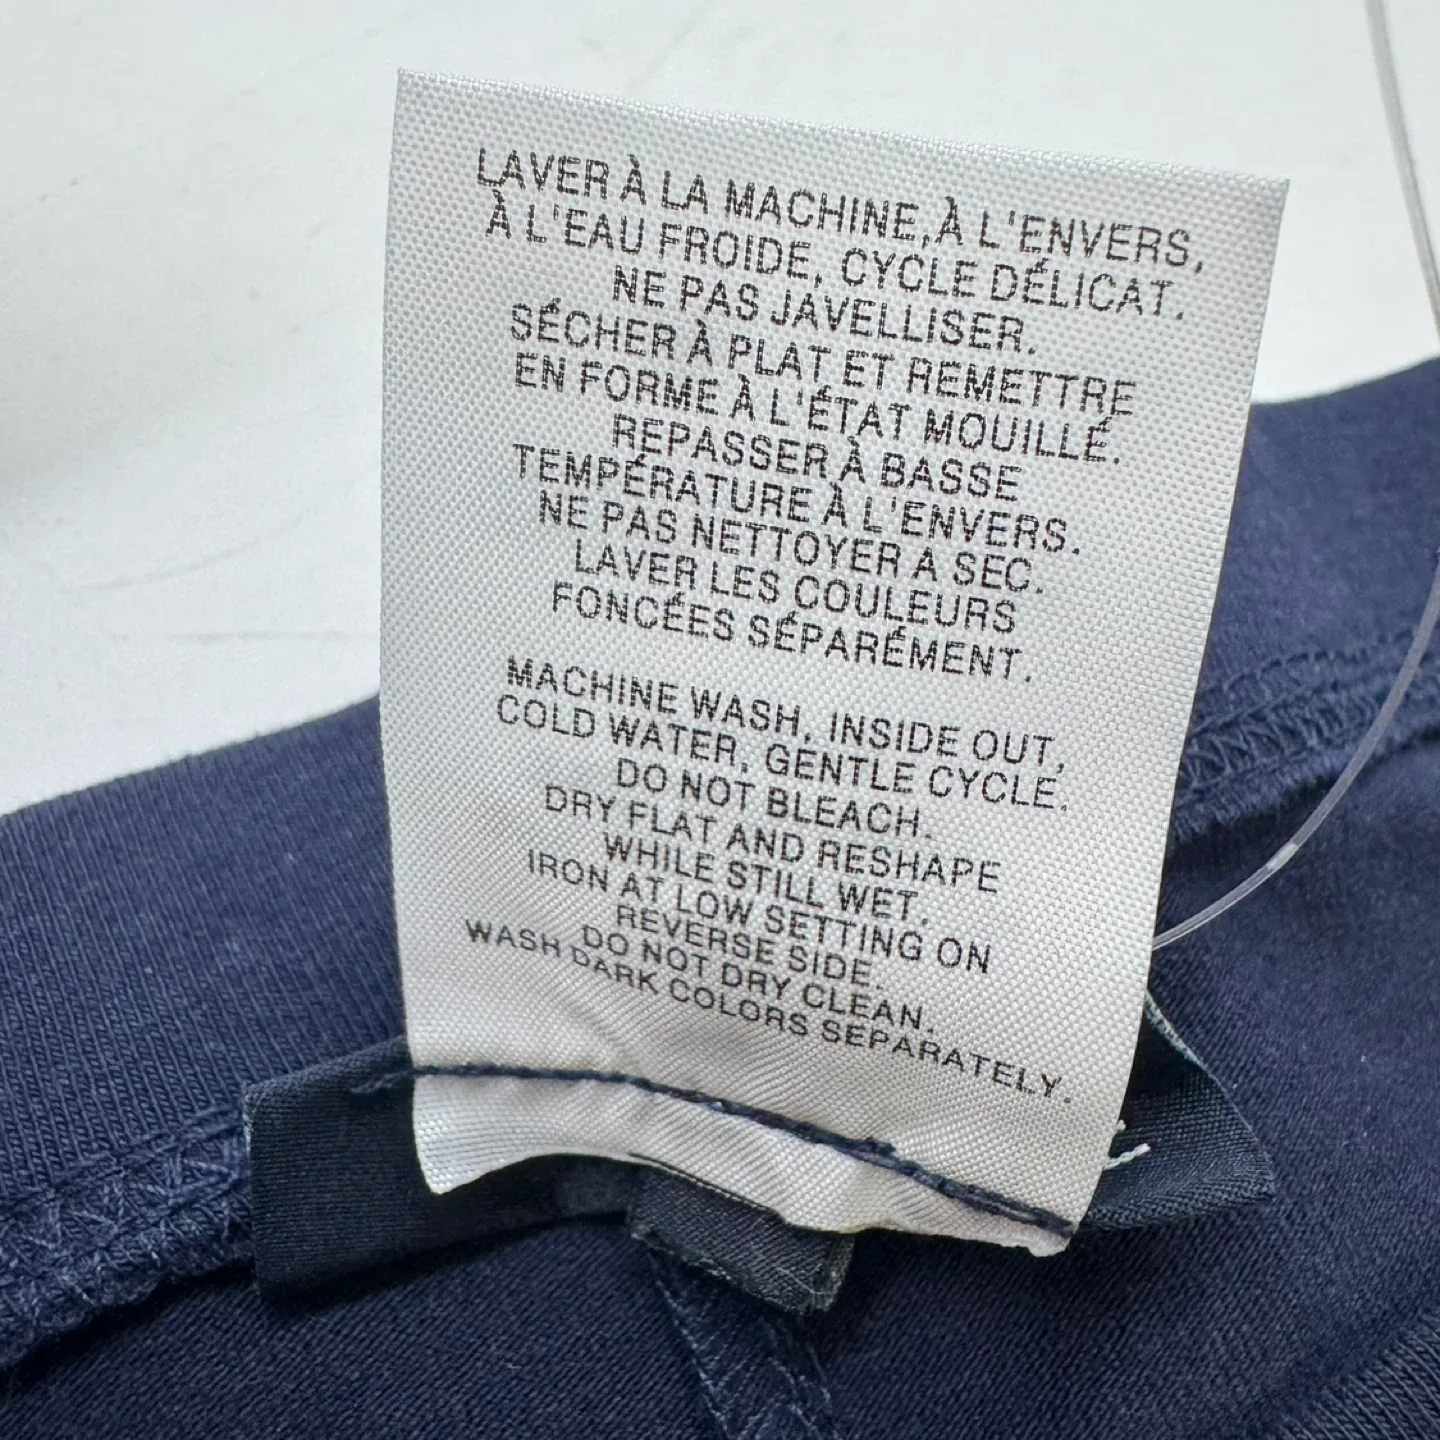 LAVER À LA MACHINE, À L'ENVERS,
À L'EAU FROIDE, CYCLE DÉLICAT.
NE PAS JAVELLISER.
SÉCHER À PLAT ET REMETTRE
EN FORME À L'ÉTAT MOUILLÉ.
REPASSER À BASSE
TEMPÉRATURE À L'ENVERS.
NE PAS NETTOYER A SEC.
LAVER LES COULEURS
FONCÉES SÉPARÉMENT.
MACHINE WASH, INSIDE OUT,
COLD WATER, GENTLE CYCLE.
DO NOT BLEACH.
DRY FLAT AND RESHAPE
WHILE STILL WET.
IRON AT LOW SETTING ON
REVERSE SIDE.
DO NOT DRY CLEAN.
WASH DARK COLORS SEPARATELY.